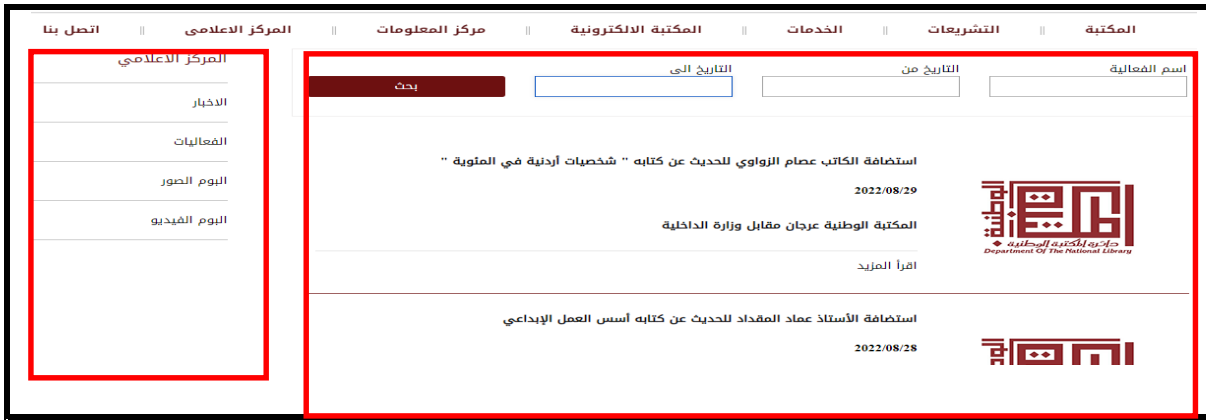 المكتبة || التشريعات || الخدمات || المكتبة الالكترونية || مركز المعلومات || المركز الاعلامى || اتصل بنا
اسم الفعالية
التاريخ من
التاريخ الى
بحث
استضافة الكاتب عصام الزواوي للحديث عن كتابه " شخصيات أردنية في المئوية "
2022/08/29
المكتبة الوطنية عرجان مقابل وزارة الداخلية
اقرأ المزيد
دائرة المكتبة الوطنية
Department Of The National Library
استضافة الأستاذ عماد المقداد للحديث عن كتابه أسس العمل الإبداعي
2022/08/28
المركز الاعلامي
الاخبار
الفعاليات
البوم الصور
البوم الفيديو